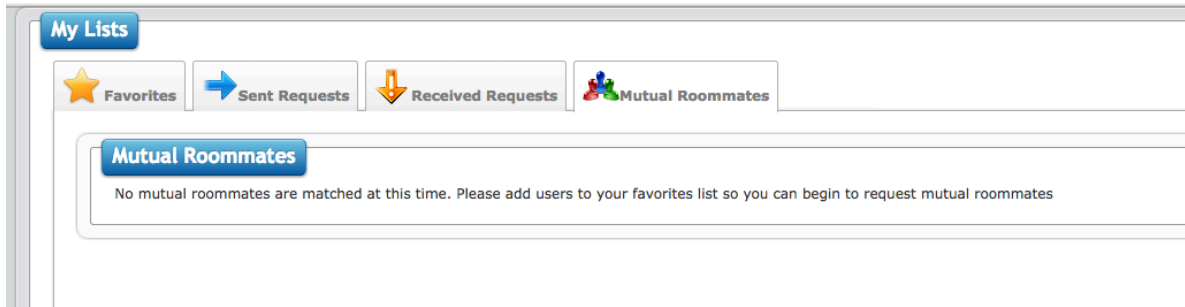 My Lists
Favorites
Sent Requests
Received Requests
Mutual Roommates
Mutual Roommates
No mutual roommates are matched at this time. Please add users to your favorites list so you can begin to request mutual roommates